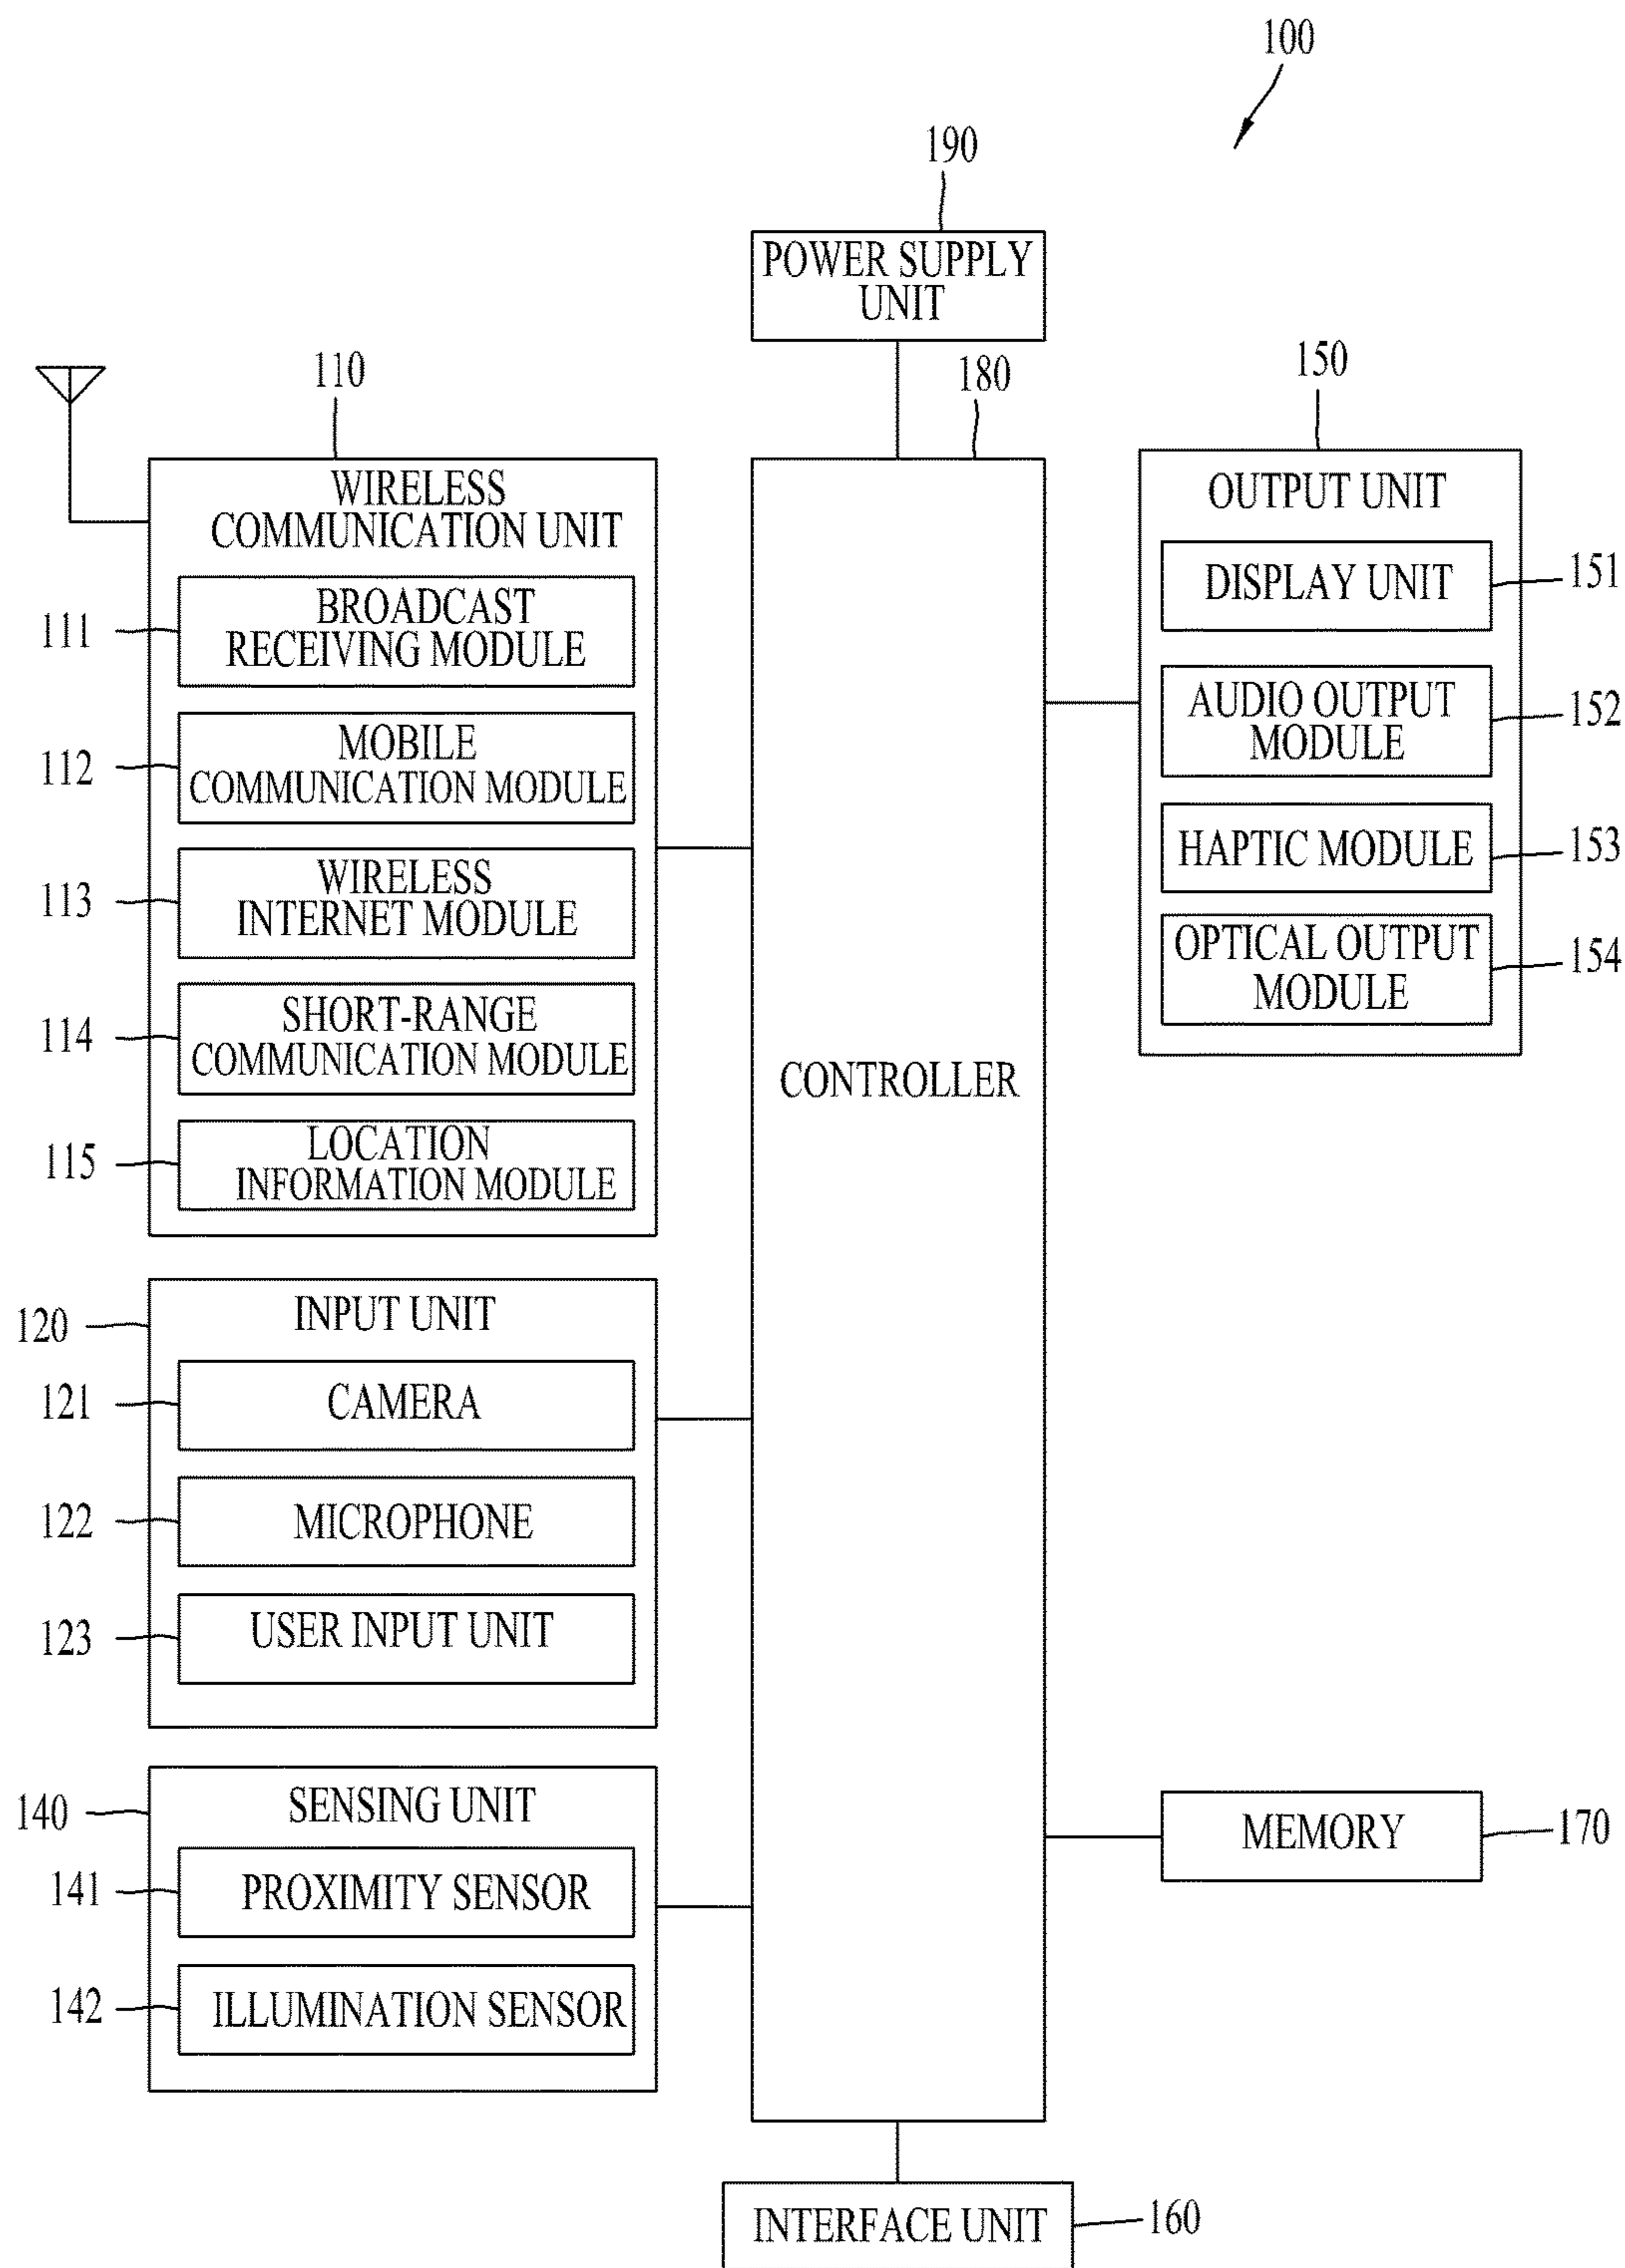 100
190
POWER SUPPLY
UNIT
110
180
150
WIRELESS
COMMUNICATION UNIT
111
BROADCAST
RECEIVING MODULE
112
MOBILE
COMMUNICATION MODULE
113
WIRELESS
INTERNET MODULE
114
SHORT-RANGE
COMMUNICATION MODULE
115
LOCATION
INFORMATION MODULE
120
INPUT UNIT
121
CAMERA
122
MICROPHONE
123
USER INPUT UNIT
140
SENSING UNIT
141
PROXIMITY SENSOR
142
ILLUMINATION SENSOR
CONTROLLER
OUTPUT UNIT
DISPLAY UNIT
151
AUDIO OUTPUT
MODULE
152
HAPTIC MODULE
153
OPTICAL OUTPUT
MODULE
154
MEMORY
170
INTERFACE UNIT
160